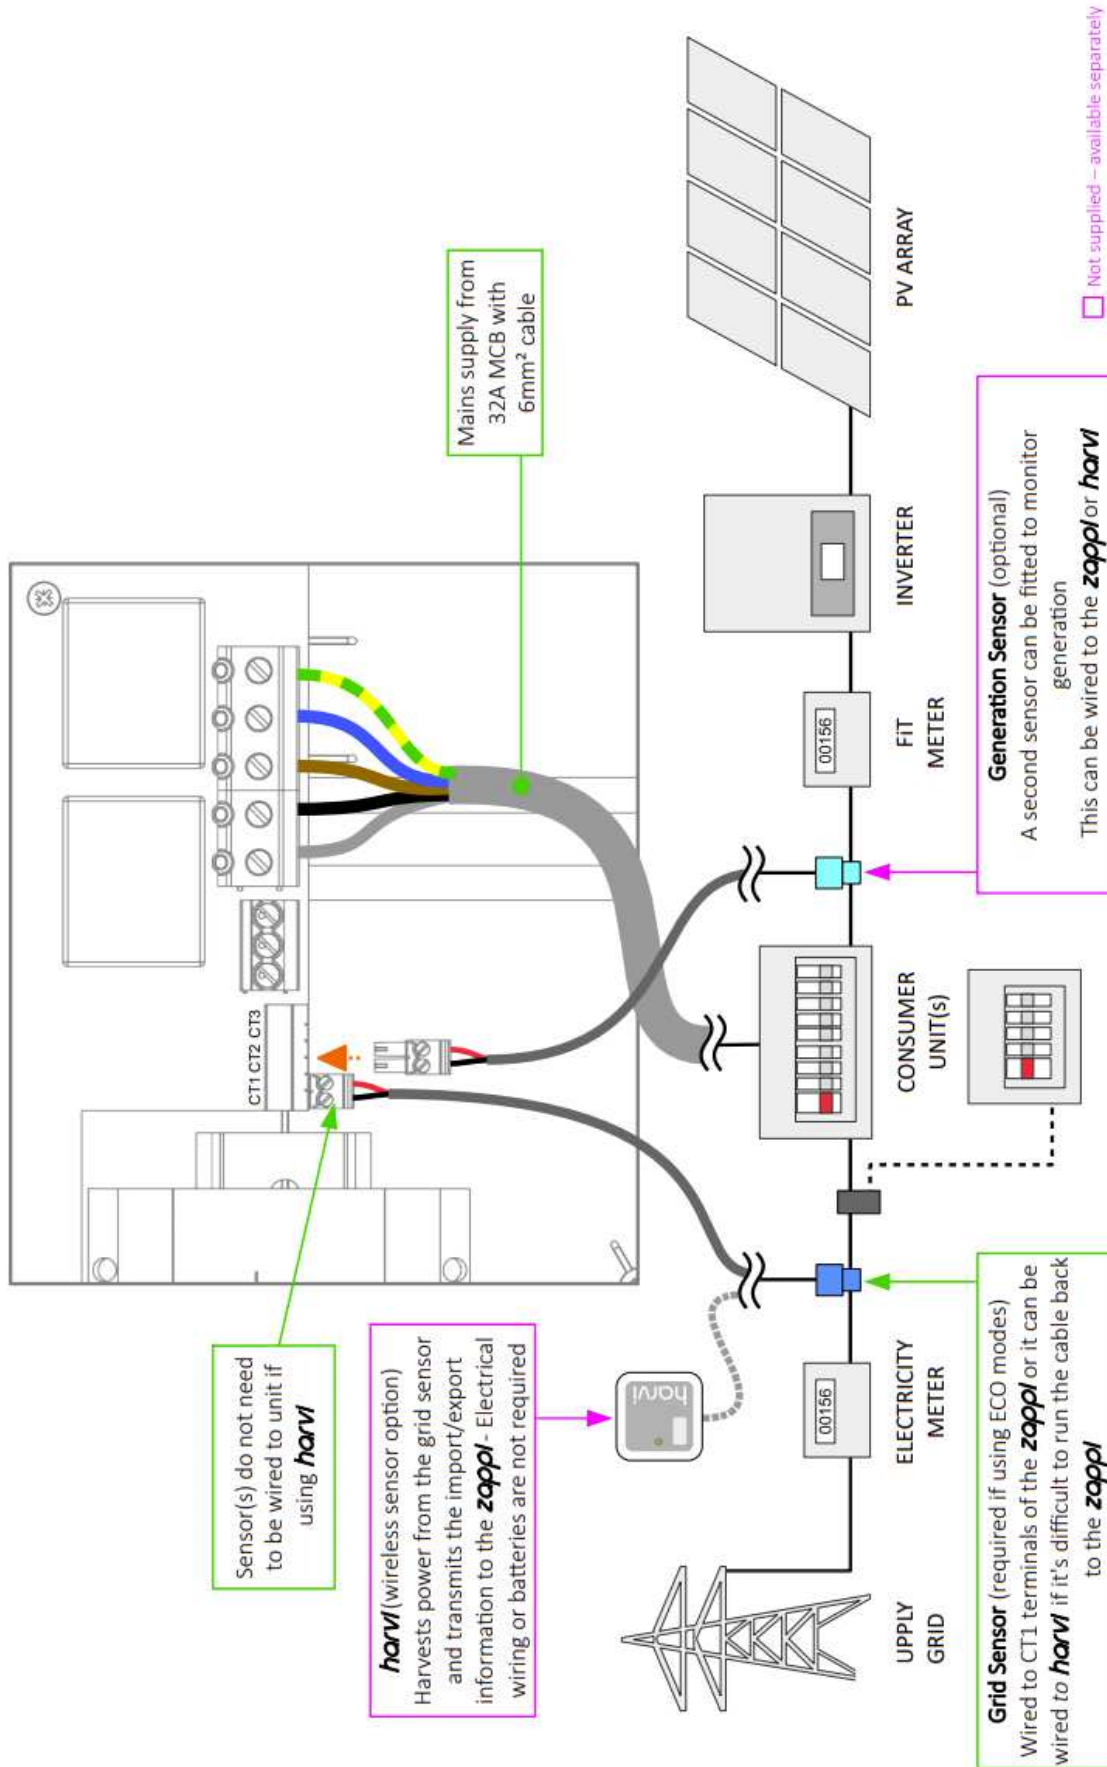 CT1 CT2 CT3
Sensor(s) do not need
to be wired to unit if
using harvi
harvi (wireless sensor option)
Harvests power from the grid sensor
and transmits the import/export
information to the zappi - Electrical
wiring or batteries are not required
harvi
Mains supply from
32A MCB with
6mm² cable
UPPLY
GRID
00156
ELECTRICITY
METER
CONSUMER
UNIT(s)
00156
FiT
METER
INVERTER
PV ARRAY
Grid Sensor (required if using ECO modes)
Wired to CT1 terminals of the zappi or it can be
wired to harvi if it's difficult to run the cable back
to the zappi
Generation Sensor (optional)
A second sensor can be fitted to monitor
generation
This can be wired to the zappi or harvi
Not supplied – available separately